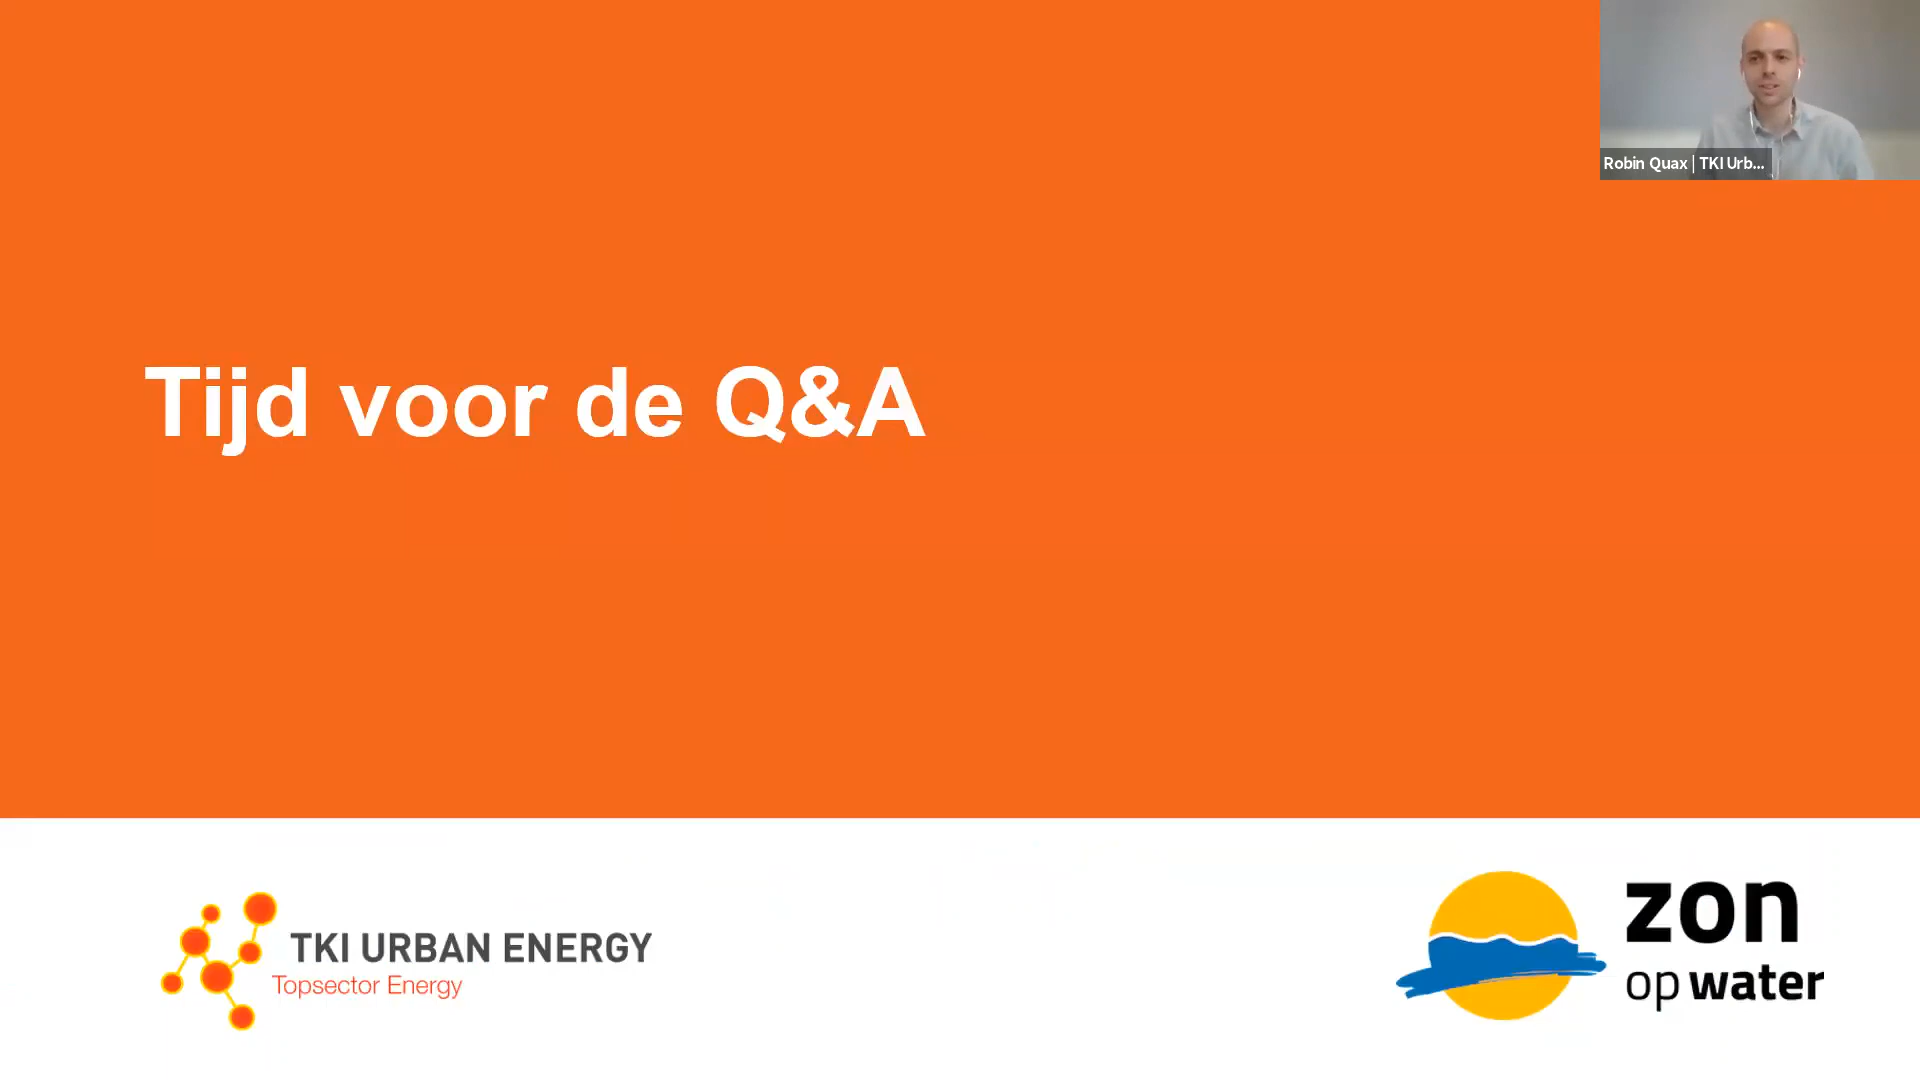 Robin Quax | TKI Urb...
Tijd voor de Q&A
TKI URBAN ENERGY
Topsector Energy
zon
op water